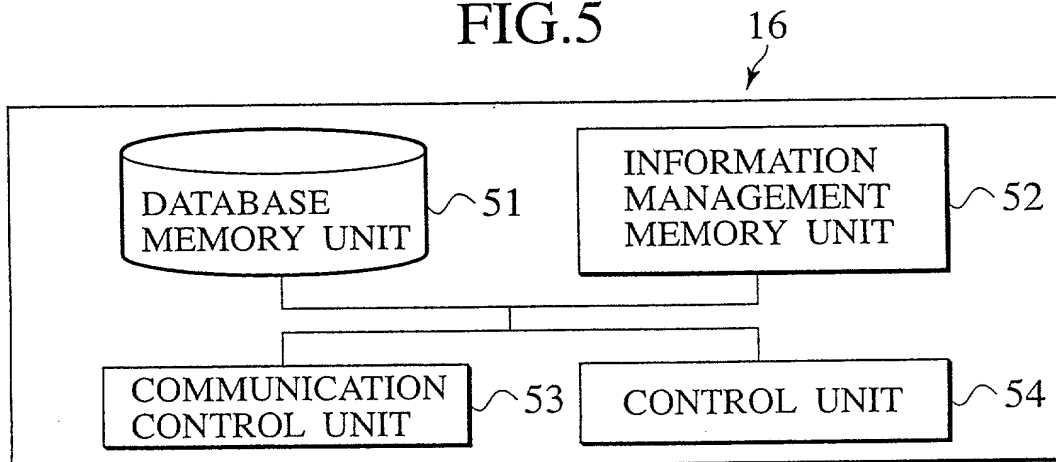 FIG.5
16
DATABASE
MEMORY UNIT
51
INFORMATION
MANAGEMENT
MEMORY UNIT
52
COMMUNICATION
CONTROL UNIT
53
CONTROL UNIT
54